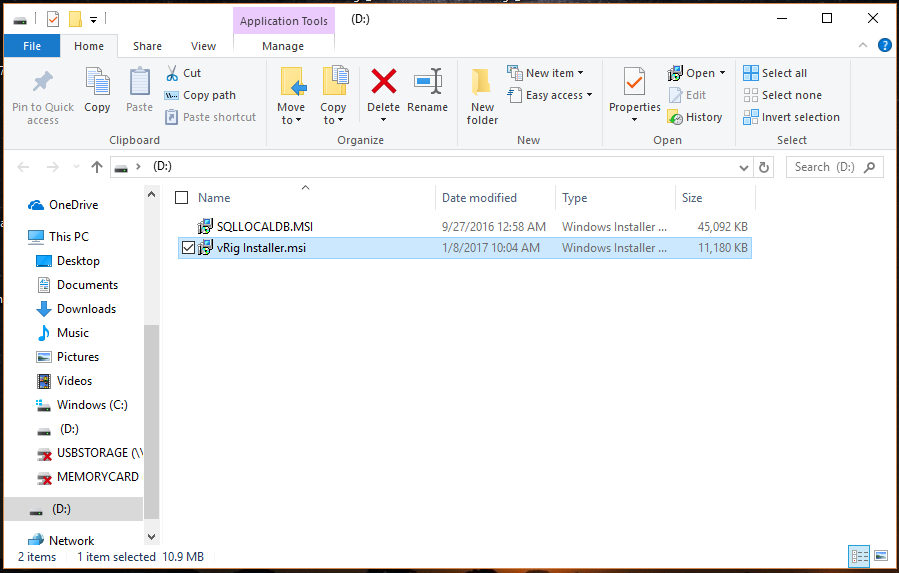 Application Tools (D:)
File Home Share View Manage
Pin to Quick access
Copy
Paste
Cut
Copy path
Paste shortcut
Clipboard
Move to
Copy to
Delete
Rename
Organize
New folder
New item
Easy access
New
Properties
Open
Edit
History
Open
Select all
Select none
Invert selection
Select
(D:)
Search (D:)
OneDrive
This PC
Desktop
Documents
Downloads
Music
Pictures
Videos
Windows (C:)
(D:)
USBSTORAGE (\\
MEMORYCARD
(D:)
Network
Name Date modified Type Size
SQLLOCALDB.MSI 9/27/2016 12:58 AM Windows Installer ... 45,092 KB
vRig Installer.msi 1/8/2017 10:04 AM Windows Installer ... 11,180 KB
2 items 1 item selected 10.9 MB